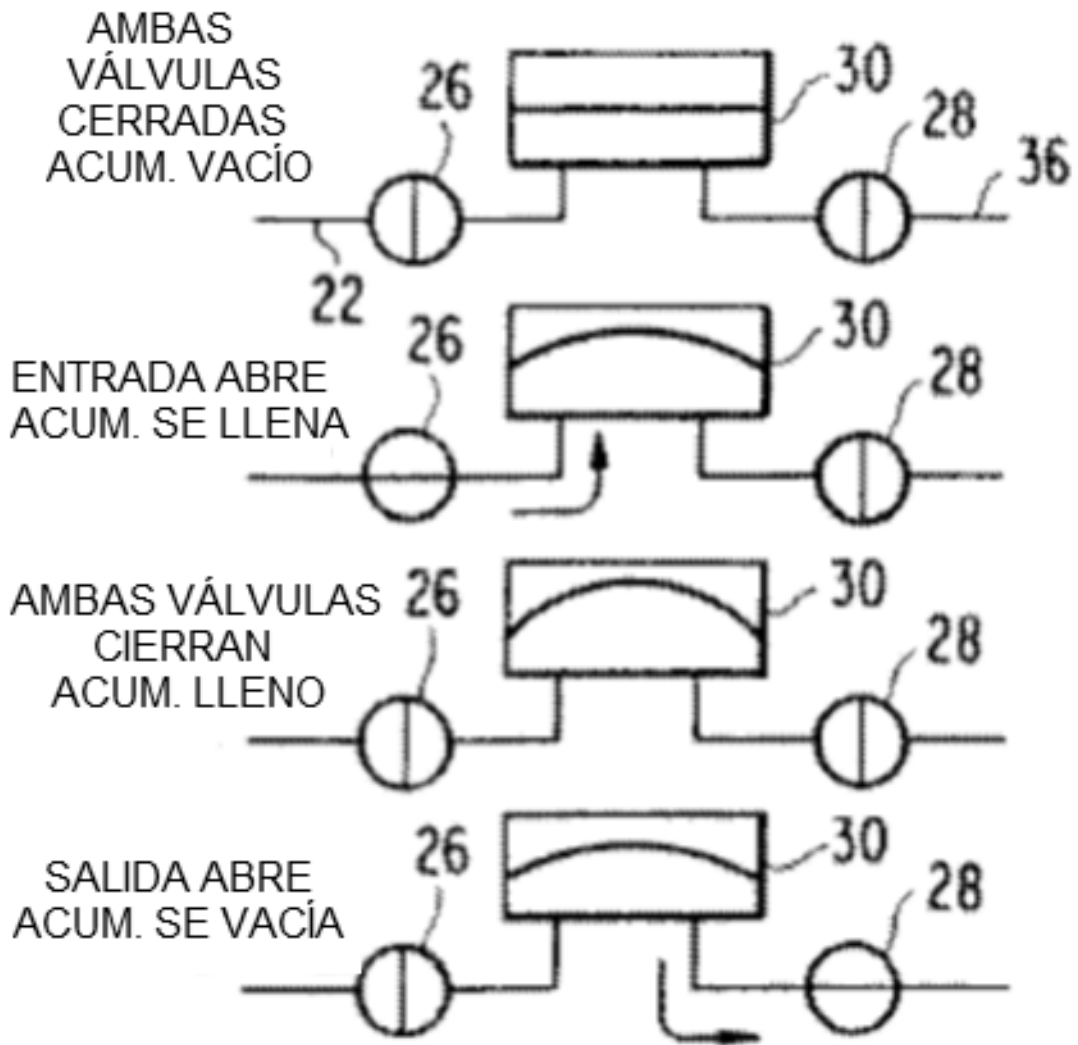 AMBAS
VÁLVULAS
CERRADAS
ACUM. VACÍO
26
30
28
36
22
ENTRADA ABRE
ACUM. SE LLENA
26
30
28
AMBAS VÁLVULAS
CIERRAN
ACUM. LLENO
26
30
28
SALIDA ABRE
ACUM. SE VACÍA
26
30
28